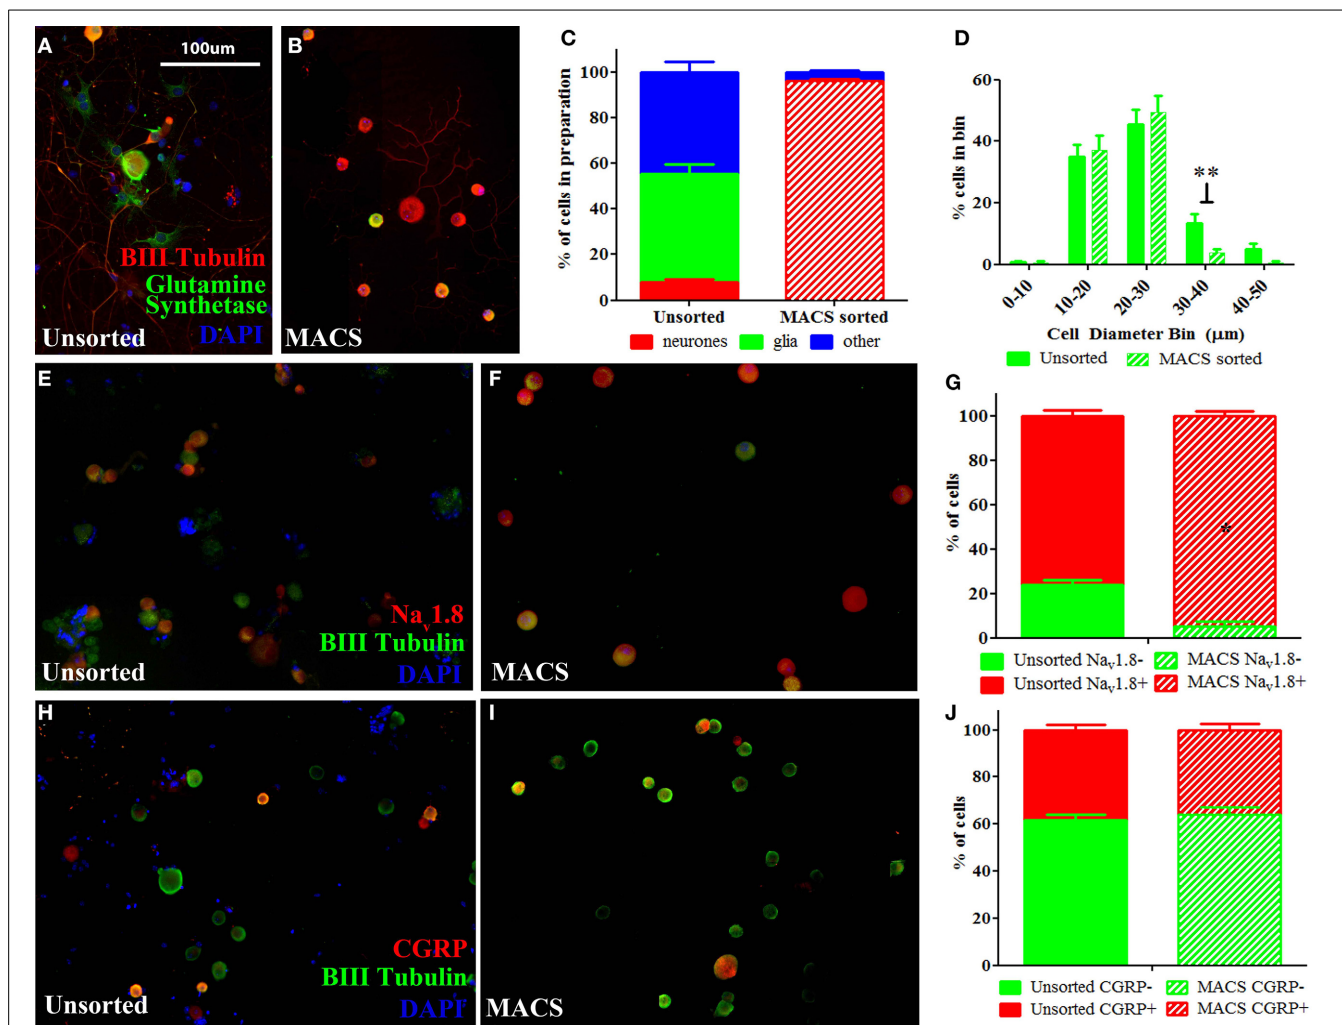 A
100um
BIII-Tubulin
Glutamine
Synthetase
Unsorted
DAPI
B
MACS
C
% of cells in preparation
100
80
60
40
20
0
Unsorted
MACS sorted
neurones
glia
other
D
% cells in bin
60
40
20
0
**
0-10
10-20
20-30
30-40
40-50
Cell Diameter Bin (μm)
Unsorted
MACS sorted
E
Nav1.8
BIII Tubulin
Unsorted
DAPI
F
MACS
G
% of cells
100
80
60
40
20
0
*
Unsorted Nav1.8-
MACS Nav1.8-
Unsorted Nav1.8+
MACS Nav1.8+
H
CGRP
BIII Tubulin
Unsorted
DAPI
I
MACS
J
% of cells
100
80
60
40
20
0
Unsorted CGRP-
MACS CGRP-
Unsorted CGRP+
MACS CGRP+